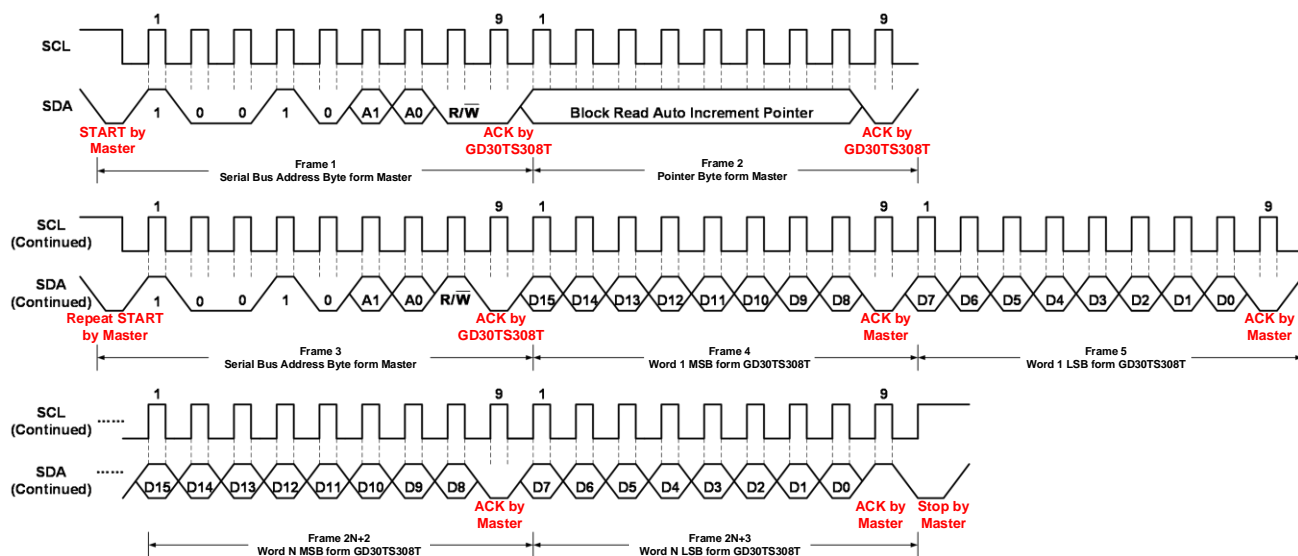 1 9 1 9
SCL
SDA 1 0 0 1 0 A1 A0 R/W̅ Block Read Auto Increment Pointer
START by
Master
ACK by
GD30TS308T
ACK by
GD30TS308T
Frame 1
Serial Bus Address Byte form Master
Frame 2
Pointer Byte form Master
1 9 1 9 1 9
SCL
(Continued)
SDA
(Continued)
1 0 0 1 0 A1 A0 R/W̅ D15 D14 D13 D12 D11 D10 D9 D8 D7 D6 D5 D4 D3 D2 D1 D0
Repeat START
by Master
ACK by
GD30TS308T
ACK by
Master
ACK by
Master
Frame 3
Serial Bus Address Byte form Master
Frame 4
Word 1 MSB form GD30TS308T
Frame 5
Word 1 LSB form GD30TS308T
1 9 1 9
SCL
(Continued)
......
SDA
(Continued)
......
D15 D14 D13 D12 D11 D10 D9 D8 D7 D6 D5 D4 D3 D2 D1 D0
ACK by
Master
ACK by
Master
Stop by
Master
Frame 2N+2
Word N MSB form GD30TS308T
Frame 2N+3
Word N LSB form GD30TS308T